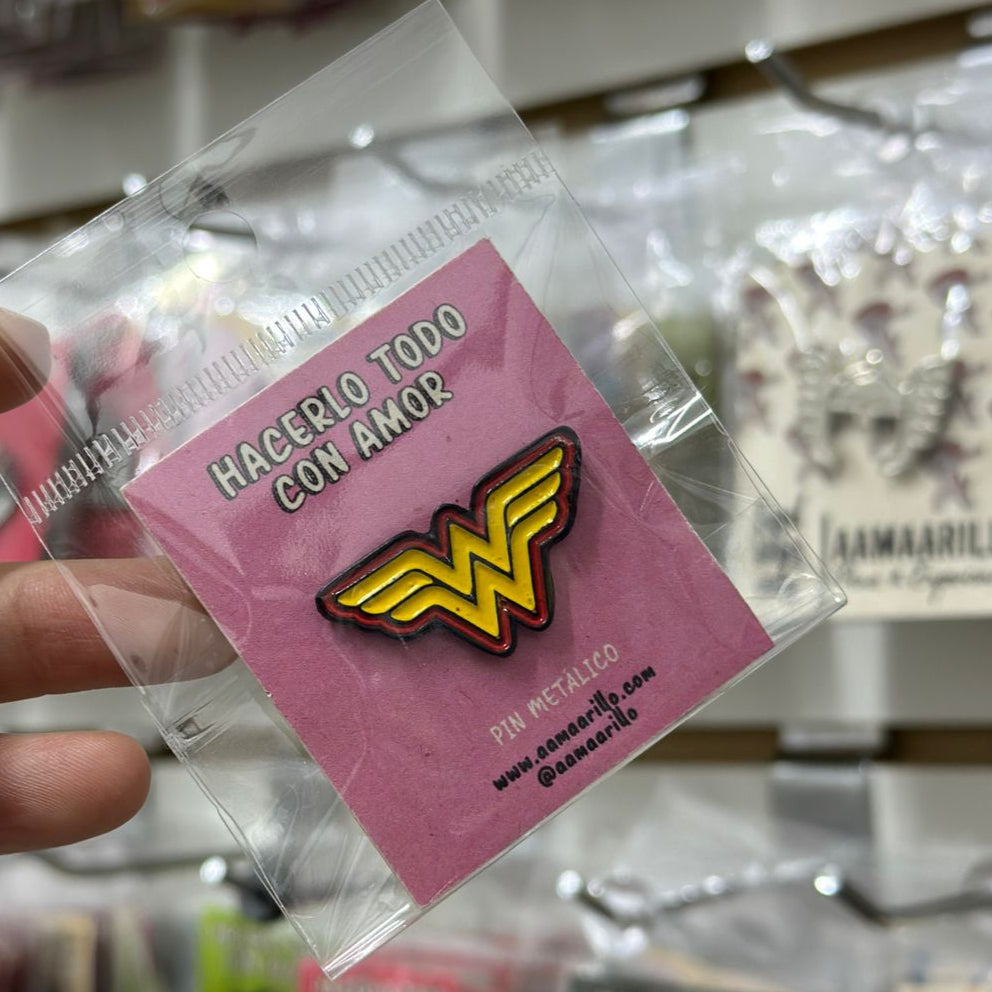 HACERLO TODO
CON AMOR
PIN METÁLICO
www.aamaarillo.com
@aamaarillo